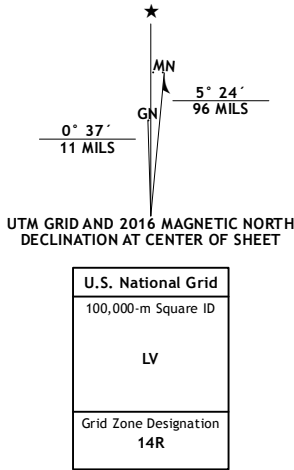 ★
MN
GN
5° 24´
96 MILS
0° 37´
11 MILS
UTM GRID AND 2016 MAGNETIC NORTH
DECLINATION AT CENTER OF SHEET
U.S. National Grid
100,000-m Square ID
LV
Grid Zone Designation
14R